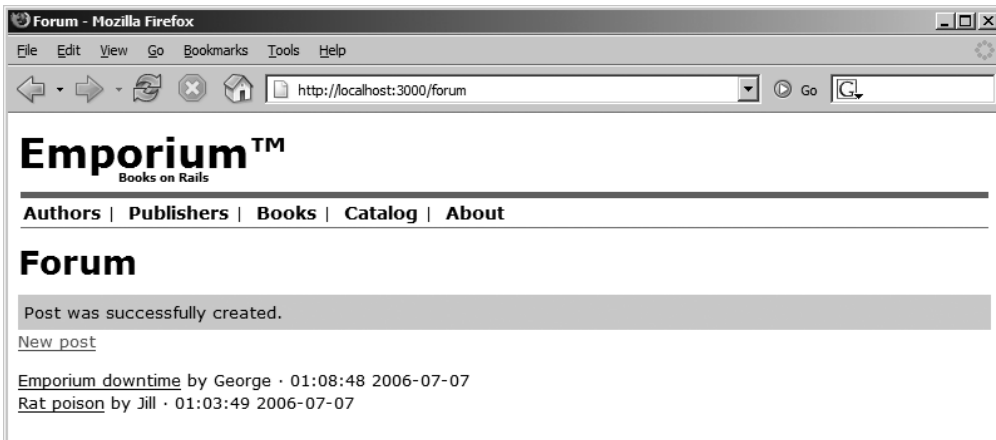 Forum - Mozilla Firefox
File Edit View Go Bookmarks Tools Help
http://localhost:3000/forum Go G
Emporium™
Books on Rails
Authors | Publishers | Books | Catalog | About
Forum
Post was successfully created.
New post
Emporium downtime by George · 01:08:48 2006-07-07
Rat poison by Jill · 01:03:49 2006-07-07